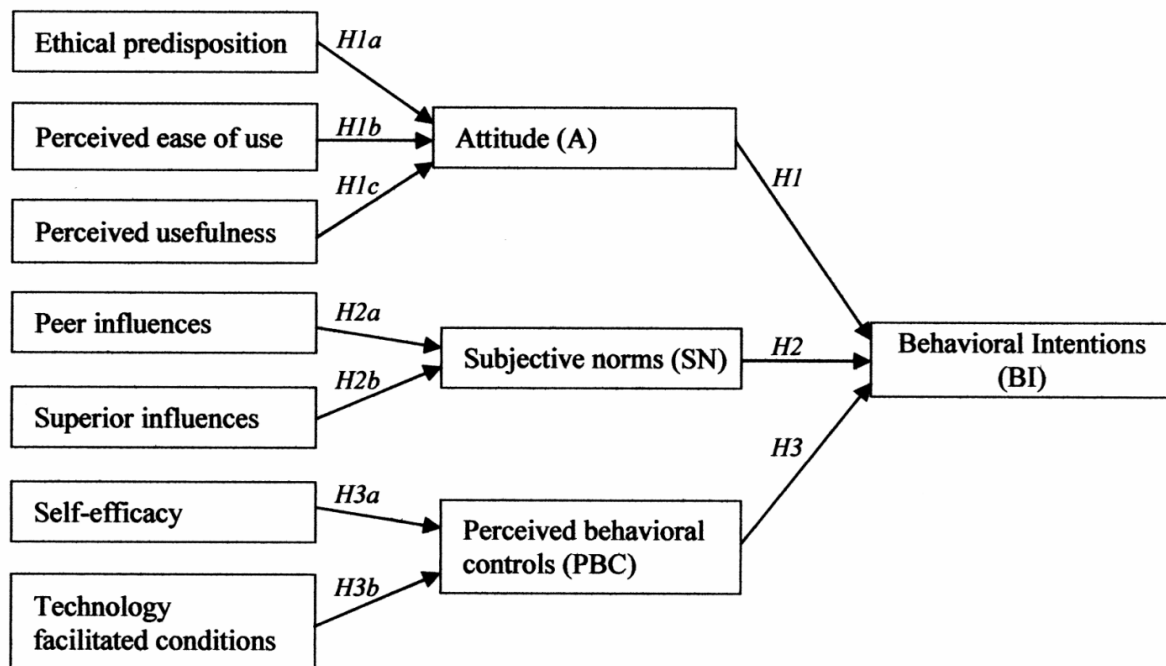 Ethical predisposition
H1a
Perceived ease of use
H1b
Attitude (A)
H1c
H1
Perceived usefulness
Peer influences
H2a
Subjective norms (SN)
H2
Behavioral Intentions
(BI)
H2b
Superior influences
H3
Self-efficacy
H3a
Perceived behavioral
controls (PBC)
H3b
Technology
facilitated conditions